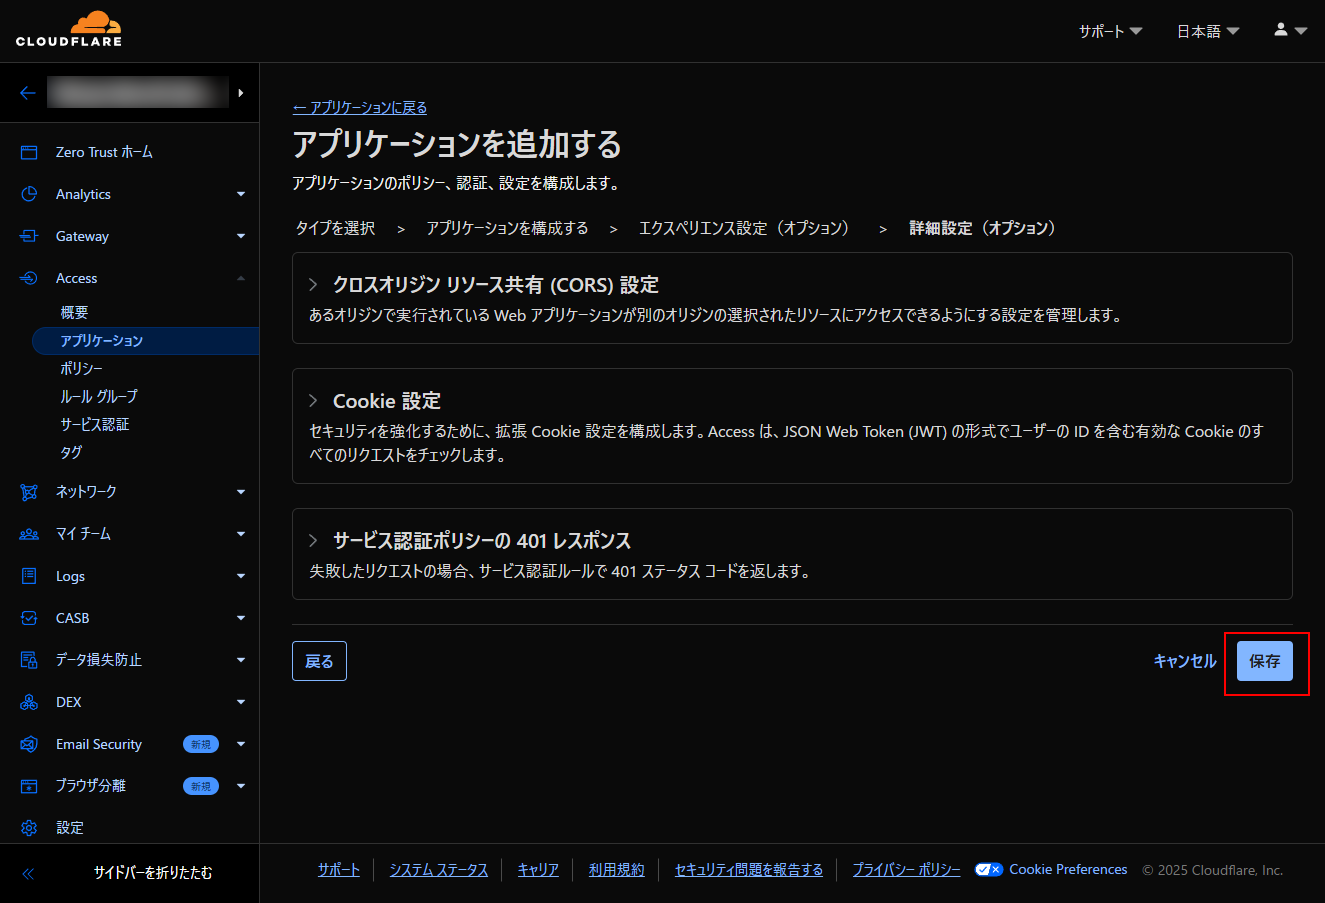 CLOUDFLARE
サポート
日本語
Zero Trust ホーム
Analytics
Gateway
Access
概要
アプリケーション
ポリシー
ルール グループ
サービス認証
タグ
ネットワーク
マイ チーム
Logs
CASB
データ損失防止
DEX
Email Security 新規
ブラウザ分離 新規
設定
サイドバーを折りたたむ
← アプリケーションに戻る
アプリケーションを追加する
アプリケーションのポリシー、認証、設定を構成します。
タイプを選択 > アプリケーションを構成する > エクスペリエンス設定（オプション） > 詳細設定（オプション）
クロスオリジン リソース共有 (CORS) 設定
あるオリジンで実行されている Web アプリケーションが別のオリジンの選択されたリソースにアクセスできるようにする設定を管理します。
Cookie 設定
セキュリティを強化するために、拡張 Cookie 設定を構成します。Access は、JSON Web Token (JWT) の形式でユーザーの ID を含む有効な Cookie のす
べてのリクエストをチェックします。
サービス認証ポリシーの 401 レスポンス
失敗したリクエストの場合、サービス認証ルールで 401 ステータス コードを返します。
戻る
キャンセル
保存
サポート
システム ステータス
キャリア
利用規約
セキュリティ問題を報告する
プライバシー ポリシー
Cookie Preferences
© 2025 Cloudflare, Inc.